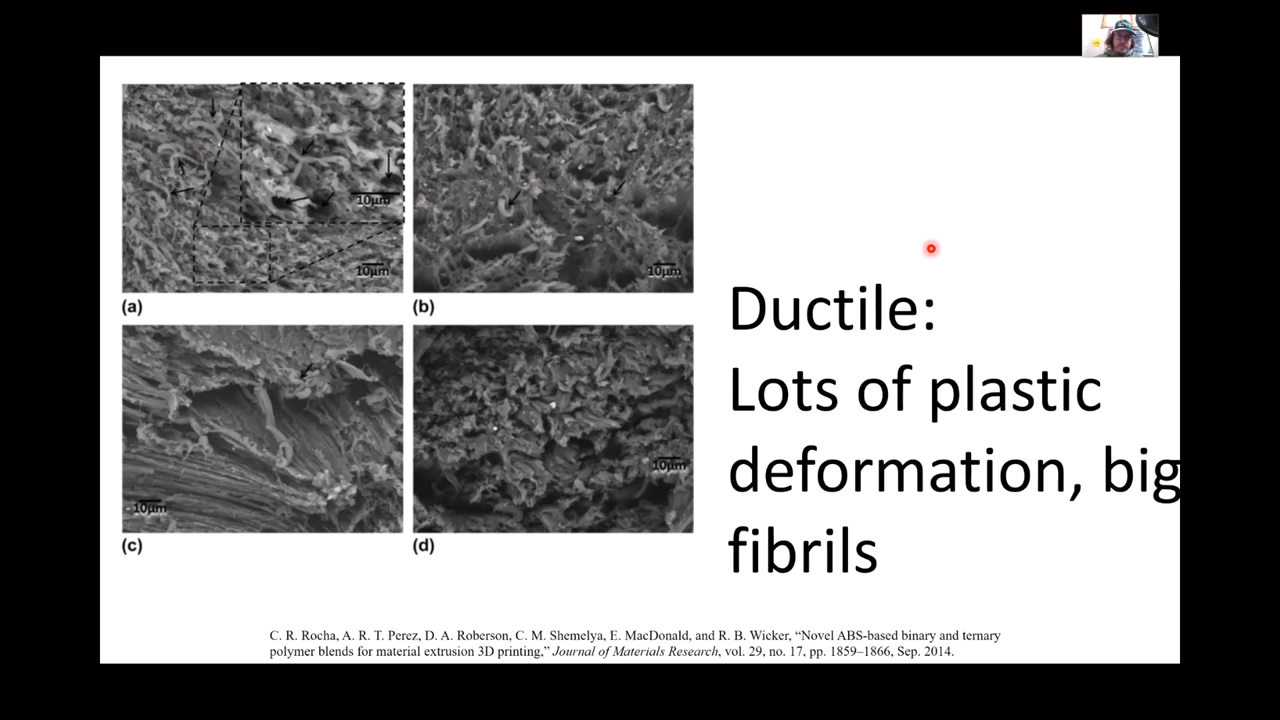 10µm
10µm
10µm
(a)
(b)
10µm
10µm
(c)
(d)
Ductile:
Lots of plastic
deformation, big
fibrils
C. R. Rocha, A. R. T. Perez, D. A. Roberson, C. M. Shemelya, E. MacDonald, and R. B. Wicker, “Novel ABS-based binary and ternary
polymer blends for material extrusion 3D printing,” Journal of Materials Research, vol. 29, no. 17, pp. 1859–1866, Sep. 2014.